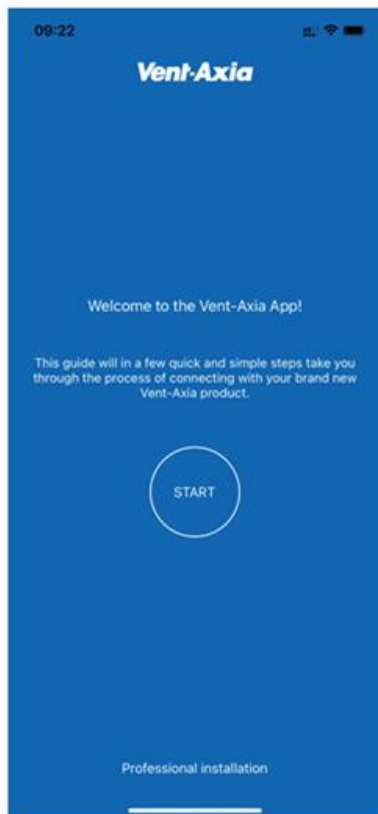 09:22
Vent-Axia
Welcome to the Vent-Axia App!
This guide will in a few quick and simple steps take you
through the process of connecting with your brand new
Vent-Axia product.
START
Professional installation